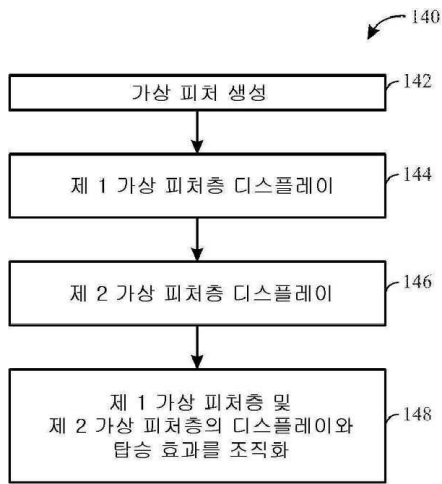 140
가상 피처 생성
142
제 1 가상 피처층 디스플레이
144
제 2 가상 피처층 디스플레이
146
제 1 가상 피처층 및
제 2 가상 피처층의 디스플레이와
탑승 효과를 조직화
148